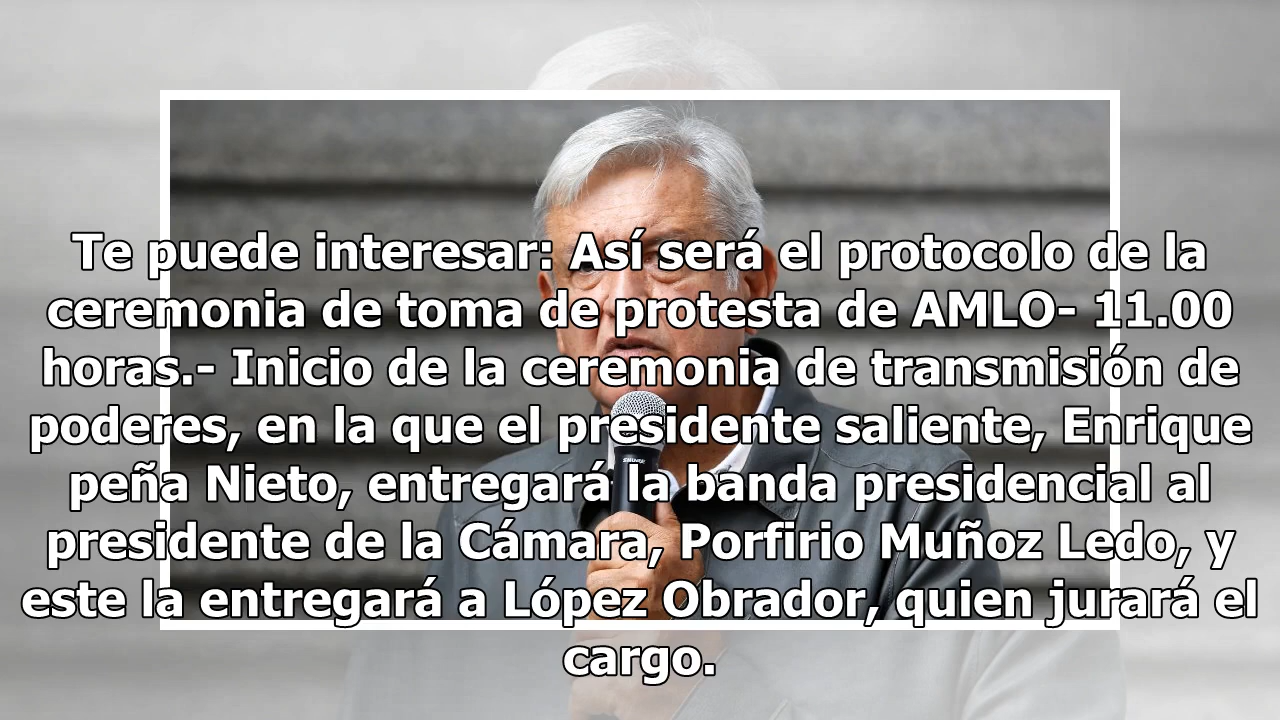 Te puede interesar: Así será el protocolo de la
ceremonia de toma de protesta de AMLO- 11.00
horas.- Inicio de la ceremonia de transmisión de
poderes, en la que el presidente saliente, Enrique
peña Nieto, entregará la banda presidencial al
presidente de la Cámara, Porfirio Muñoz Ledo, y
este la entregará a López Obrador, quien jurará el
cargo.
SHURE